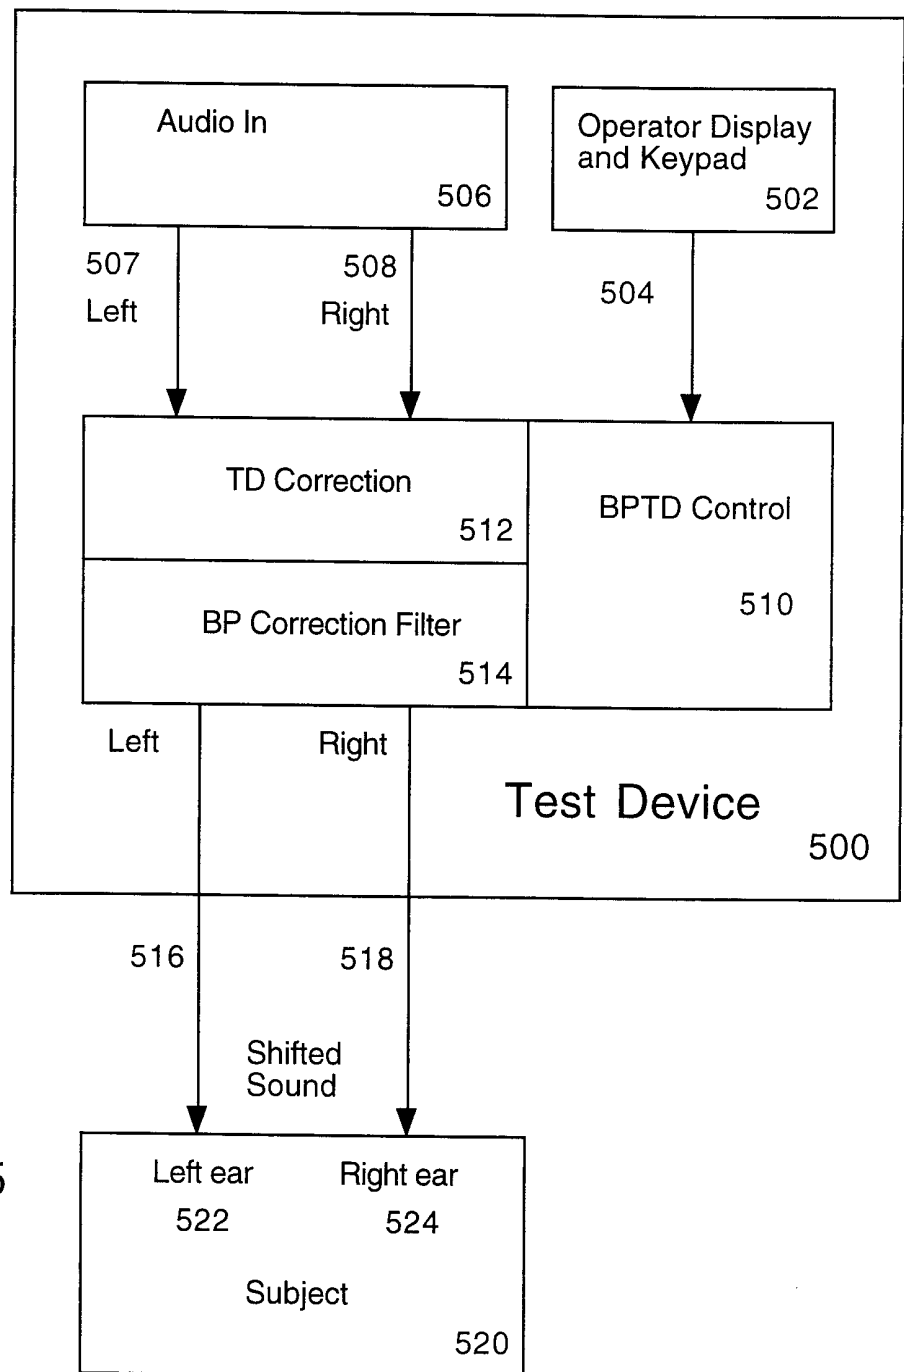 Audio In
506
Operator Display
and Keypad
502
507
Left
508
Right
504
TD Correction
512
BPTD Control
510
BP Correction Filter
514
Left
Right
Test Device
500
516
518
Shifted
Sound
5
Left ear
522
Right ear
524
Subject
520